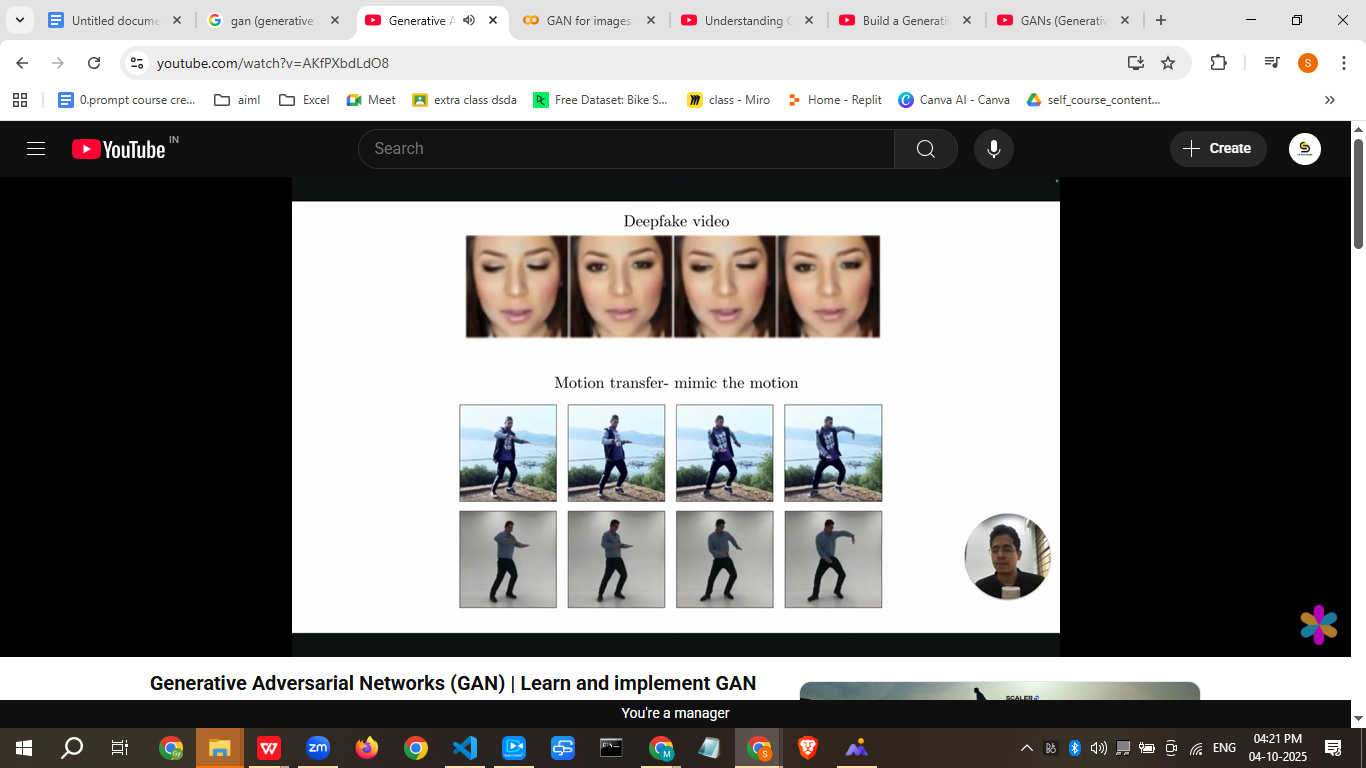 Untitled docume
gan (generative
Generative A
GAN for images
Understanding G
Build a Generati
GANs (Generativ
youtube.com/watch?v=AKfPXbdLdO8
S
0.prompt course cre...
aiml
Excel
Meet
extra class dsda
Free Dataset: Bike S...
class - Miro
Home - Replit
Canva AI - Canva
self_course_content...
YouTube IN
Search
Create
Deepfake video
Motion transfer- mimic the motion
Generative Adversarial Networks (GAN) | Learn and implement GAN
SCALER
You're a manager
ENG
04:21 PM
04-10-2025